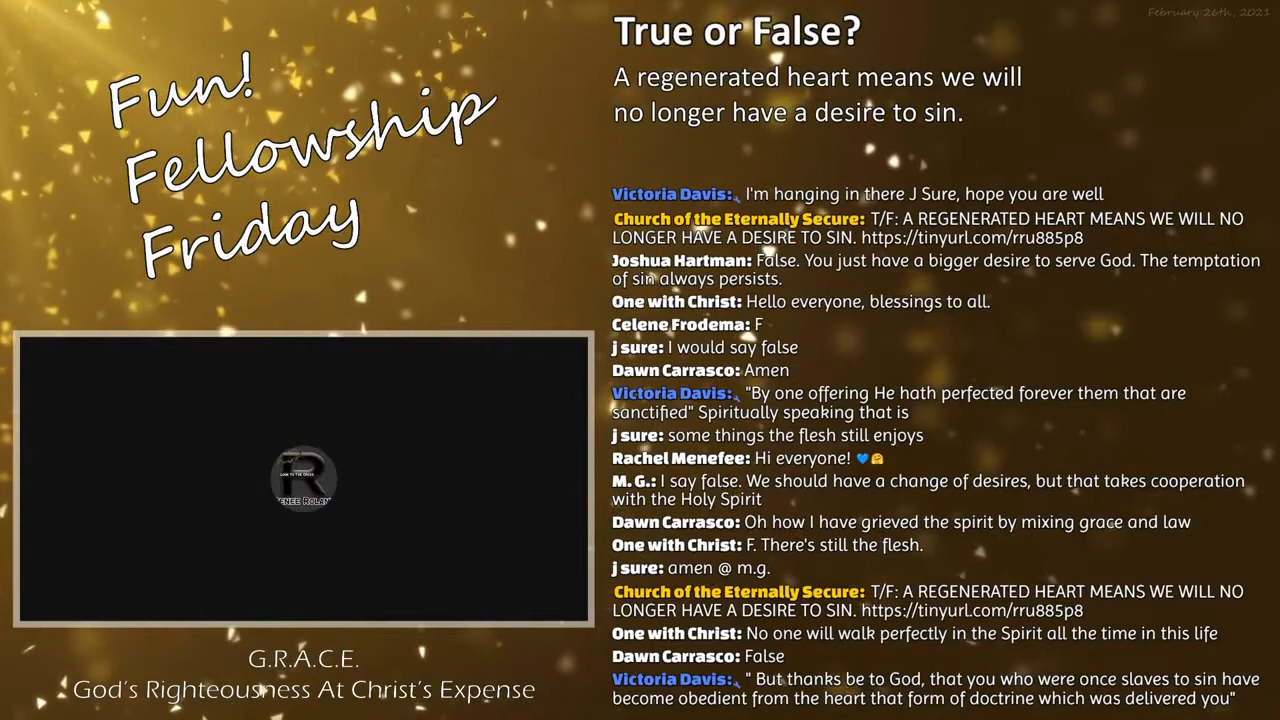 February 26th, 2021
Fun!
Fellowship
Friday
LOOK TO THE CROSS
G.R.A.C.E.
God's Righteousness At Christ's Expense
True or False?
A regenerated heart means we will
no longer have a desire to sin.
Victoria Davis: I'm hanging in there J Sure, hope you are well
Church of the Eternally Secure: T/F: A REGENERATED HEART MEANS WE WILL NO
LONGER HAVE A DESIRE TO SIN. https://tinyurl.com/rru885p8
Joshua Hartman: False. You just have a bigger desire to serve God. The temptation
of sin always persists.
One with Christ: Hello everyone, blessings to all.
Celene Frodema: F
j sure: I would say false
Dawn Carrasco: Amen
Victoria Davis: "By one offering He hath perfected forever them that are
sanctified" Spiritually speaking that is
j sure: some things the flesh still enjoys
Rachel Menefee: Hi everyone! 💙🤗
M. G.: I say false. We should have a change of desires, but that takes cooperation
with the Holy Spirit
Dawn Carrasco: Oh how I have grieved the spirit by mixing grace and law
One with Christ: F. There's still the flesh.
j sure: amen @ m.g.
Church of the Eternally Secure: T/F: A REGENERATED HEART MEANS WE WILL NO
LONGER HAVE A DESIRE TO SIN. https://tinyurl.com/rru885p8
One with Christ: No one will walk perfectly in the Spirit all the time in this life
Dawn Carrasco: False
Victoria Davis: " But thanks be to God, that you who were once slaves to sin have
become obedient from the heart that form of doctrine which was delivered you"